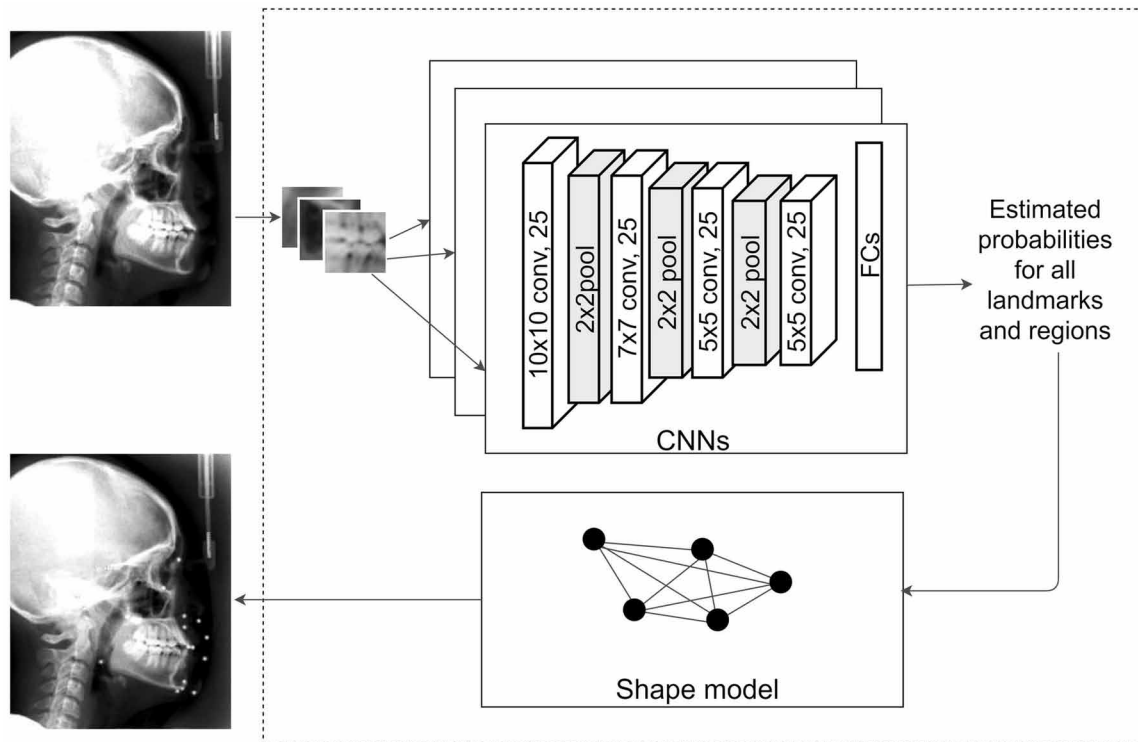 10x10 conv, 25
2x2pool
7x7 conv, 25
2x2 pool
5x5 conv, 25
2x2 pool
5x5 conv, 25
FCs
CNNs
Estimated
probabilities
for all
landmarks
and regions
Shape model